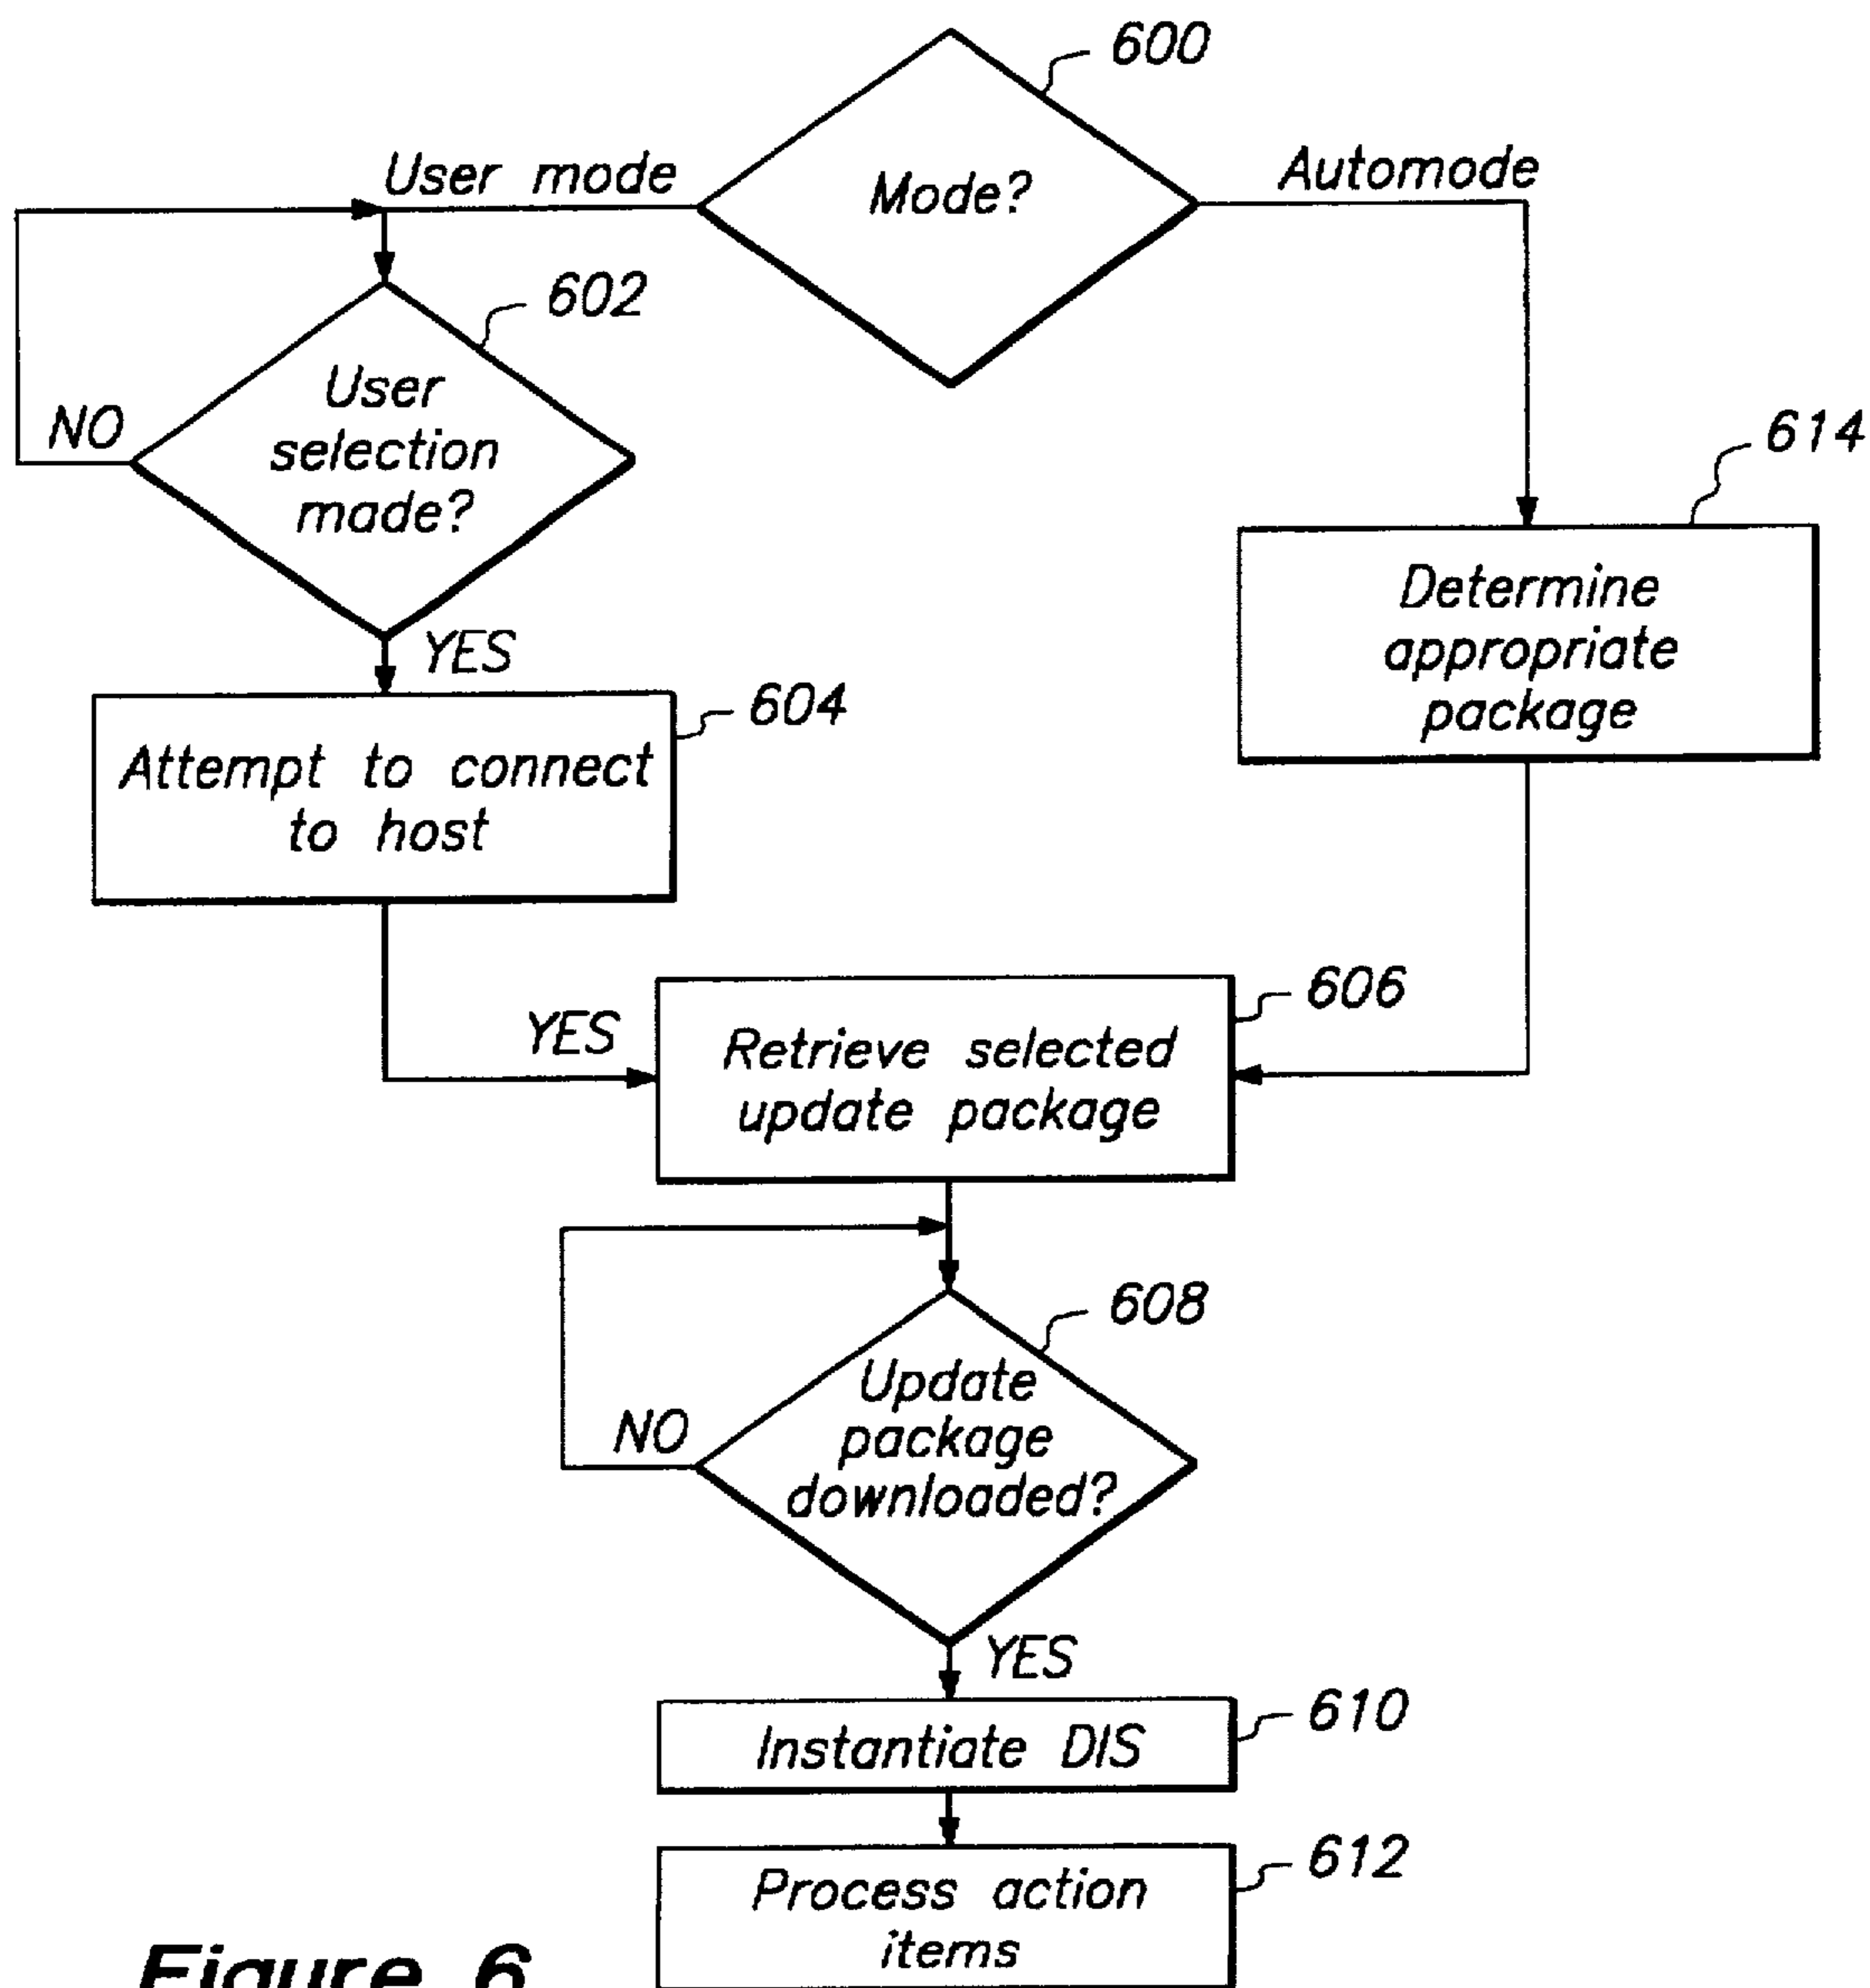 600
User mode
Mode?
Automode
602
User
selection
made?
NO
614
YES
Determine
appropriate
package
604
Attempt to connect
to host
606
YES
Retrieve selected
update package
608
Update
package
downloaded?
NO
YES
610
Instantiate DIS
612
Process action
items
Figure 6